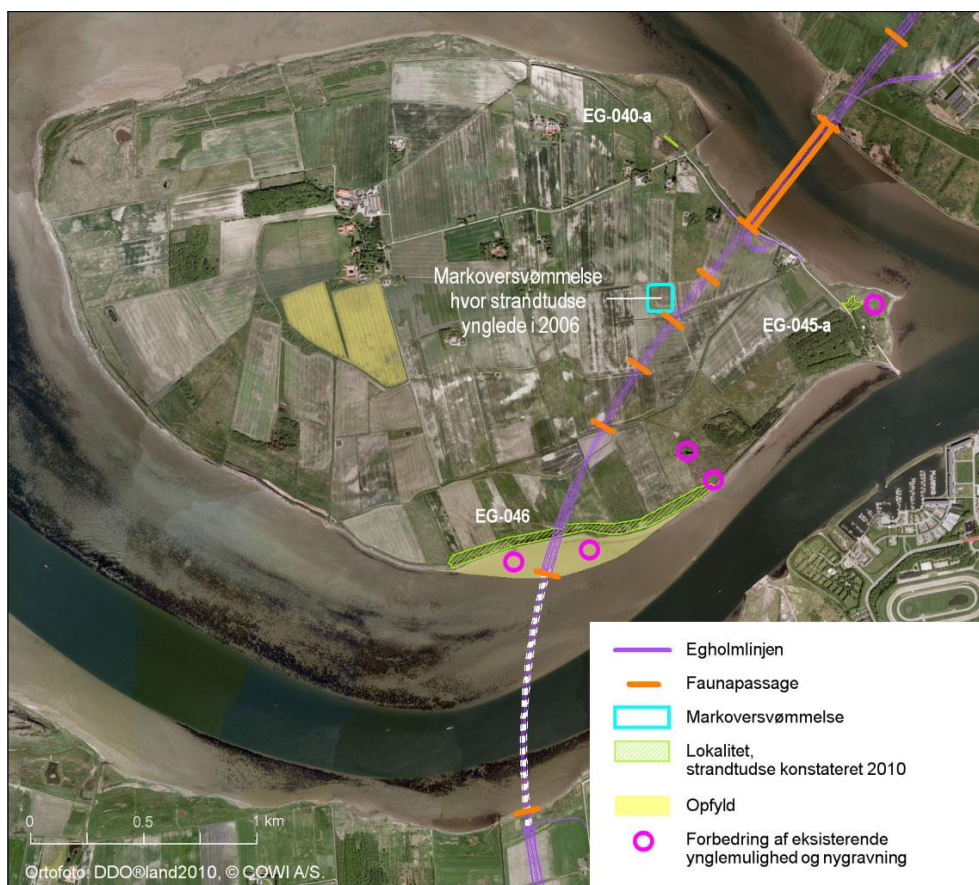 EG-040-a
Markoversvømmelse
hvor strandtudse
ynglede i 2006
EG-045-a
EG-046
Egholmlinjen
Faunapassage
Markoversvømmelse
Lokalitet,
strandtudse konstateret 2010
Opfyld
Forbedring af eksisterende
ynglemulighed og nygravning
0 0.5 1 km
Ortofoto: DDO®land2010, © COWI A/S.